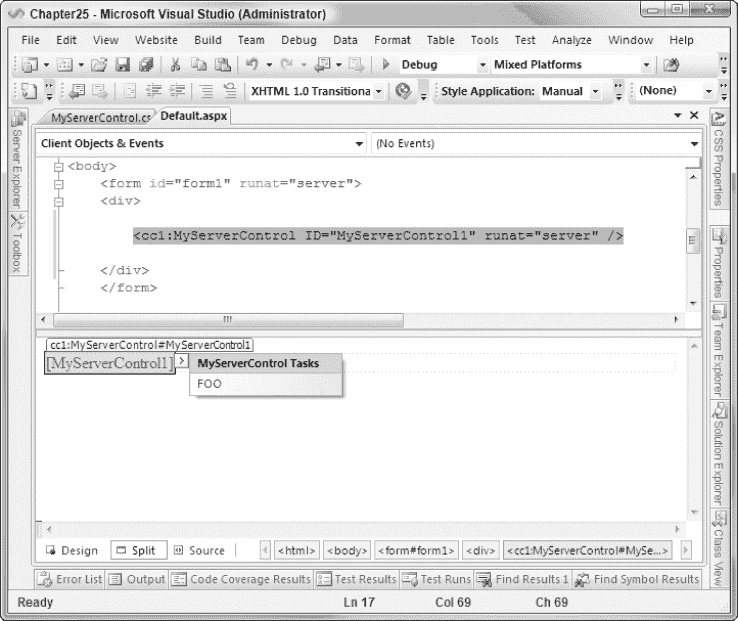 Chapter25 - Microsoft Visual Studio (Administrator)
File Edit View Website Build Team Debug Data Format Table Tools Test Analyze Window Help
Debug Mixed Platforms
XHTML 1.0 Transitiona Style Application: Manual (None)
MyServerControl.cs Default.aspx
Client Objects & Events (No Events)
<body>
<form id="form1" runat="server">
<div>
<cc1:MyServerControl ID="MyServerControl1" runat="server" />
</div>
</form>
cc1:MyServerControl#MyServerControl1
[MyServerControl1]
MyServerControl Tasks
FOO
Design Split Source <html> <body> <form#form1> <div> <cc1:MyServerControl#MySe...>
Error List Output Code Coverage Results Test Results Test Runs Find Results 1 Find Symbol Results
Ready Ln 17 Col 69 Ch 69
Server Explorer
Toolbox
CSS Properties
Properties
Team Explorer
Solution Explorer
Class View